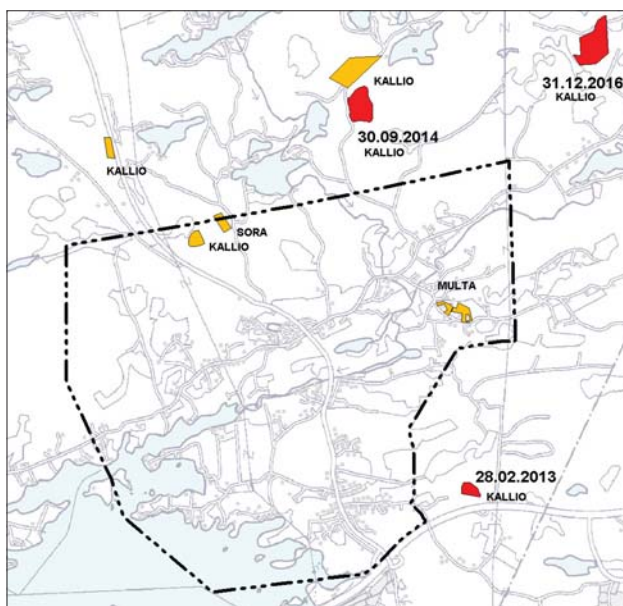 KALLIO
31.12.2016
KALLIO
30.09.2014
KALLIO
KALLIO
SORA
KALLIO
MULTA
28.02.2013
KALLIO